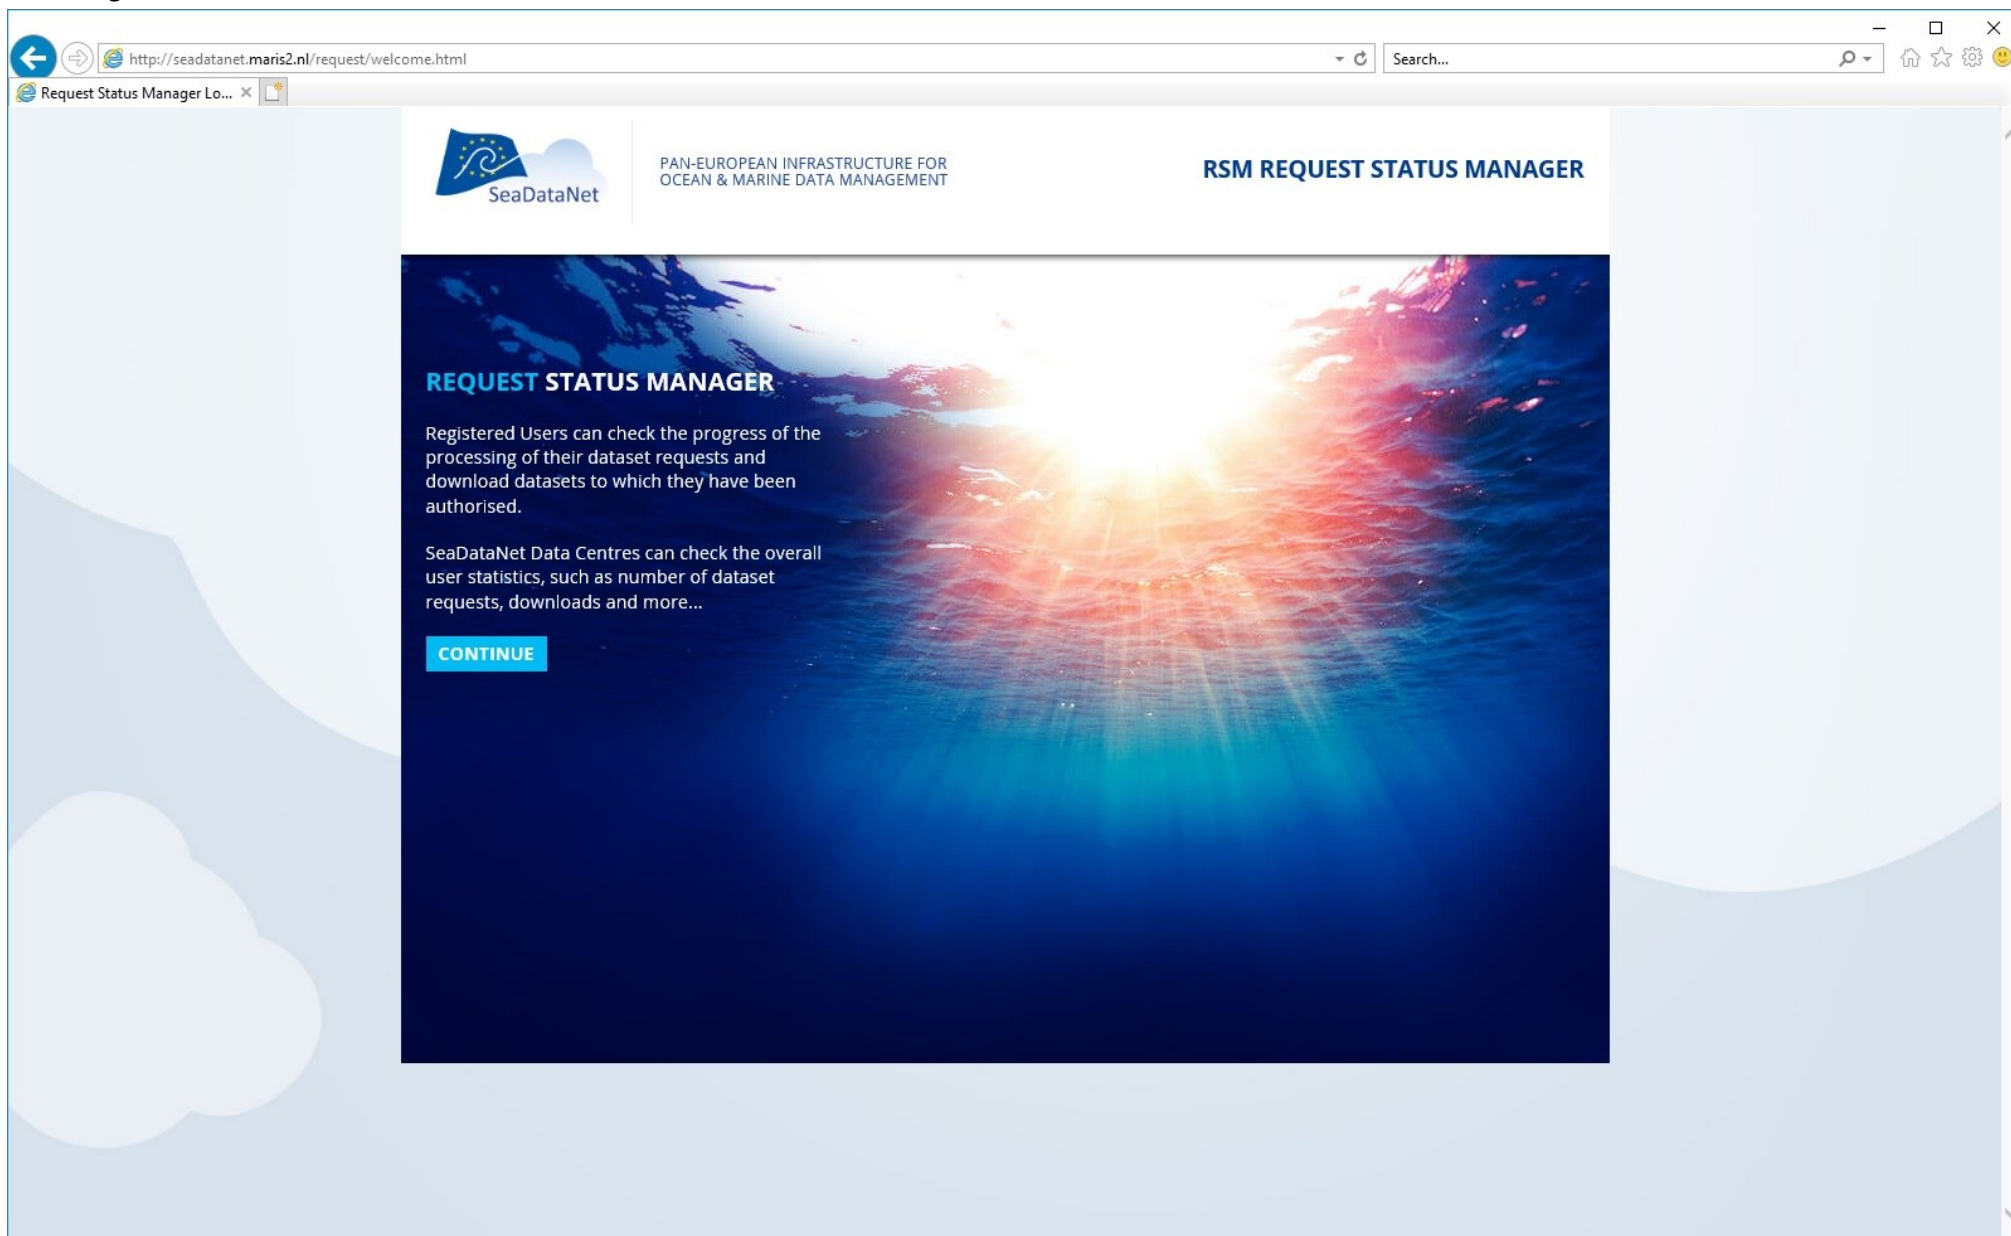 http://seadatanet.maris2.nl/request/welcome.html
Search...
Request Status Manager Lo...
SeaDataNet
PAN-EUROPEAN INFRASTRUCTURE FOR
OCEAN & MARINE DATA MANAGEMENT
RSM REQUEST STATUS MANAGER
REQUEST STATUS MANAGER
Registered Users can check the progress of the
processing of their dataset requests and
download datasets to which they have been
authorised.
SeaDataNet Data Centres can check the overall
user statistics, such as number of dataset
requests, downloads and more...
CONTINUE